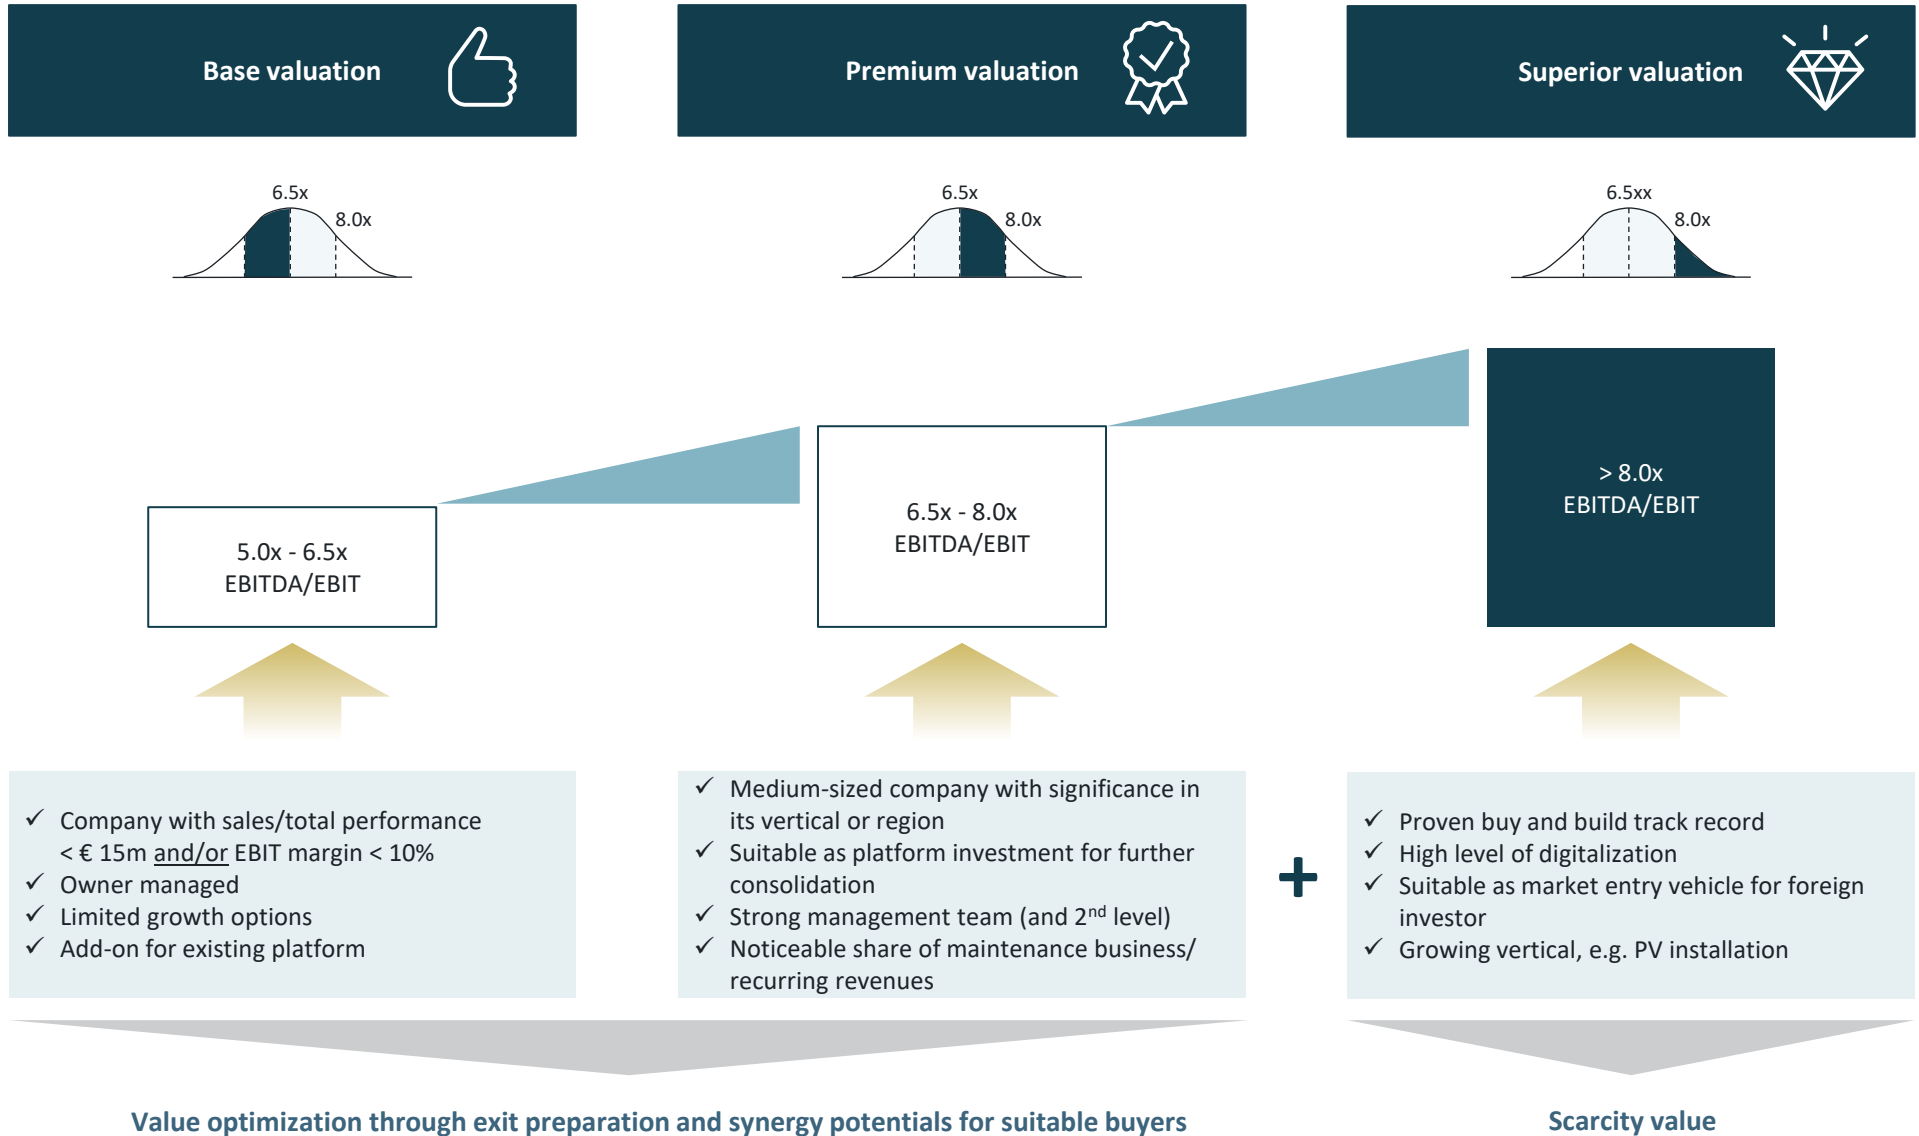 Base valuation
Premium valuation
Superior valuation
6.5x
8.0x
6.5x
8.0x
6.5xx
8.0x
5.0x - 6.5x
EBITDA/EBIT
6.5x - 8.0x
EBITDA/EBIT
> 8.0x
EBITDA/EBIT
✓ Company with sales/total performance
< € 15m and/or EBIT margin < 10%
✓ Owner managed
✓ Limited growth options
✓ Add-on for existing platform
✓ Medium-sized company with significance in
its vertical or region
✓ Suitable as platform investment for further
consolidation
✓ Strong management team (and 2nd level)
✓ Noticeable share of maintenance business/
recurring revenues
+
✓ Proven buy and build track record
✓ High level of digitalization
✓ Suitable as market entry vehicle for foreign
investor
✓ Growing vertical, e.g. PV installation
Value optimization through exit preparation and synergy potentials for suitable buyers
Scarcity value